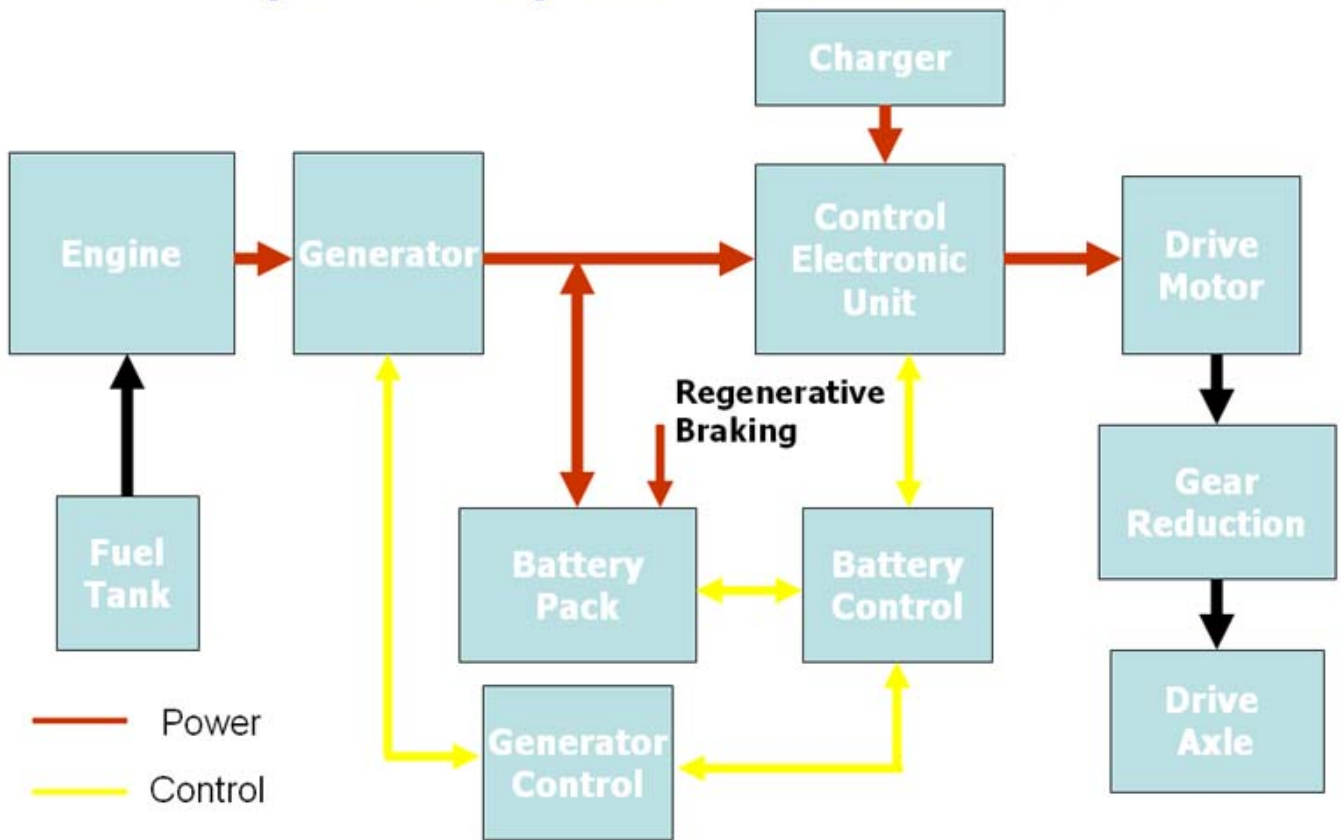 Charger
Engine
Generator
Control
Electronic
Unit
Drive
Motor
Regenerative
Braking
Gear
Reduction
Fuel
Tank
Battery
Pack
Battery
Control
Generator
Control
Drive
Axle
Power
Control